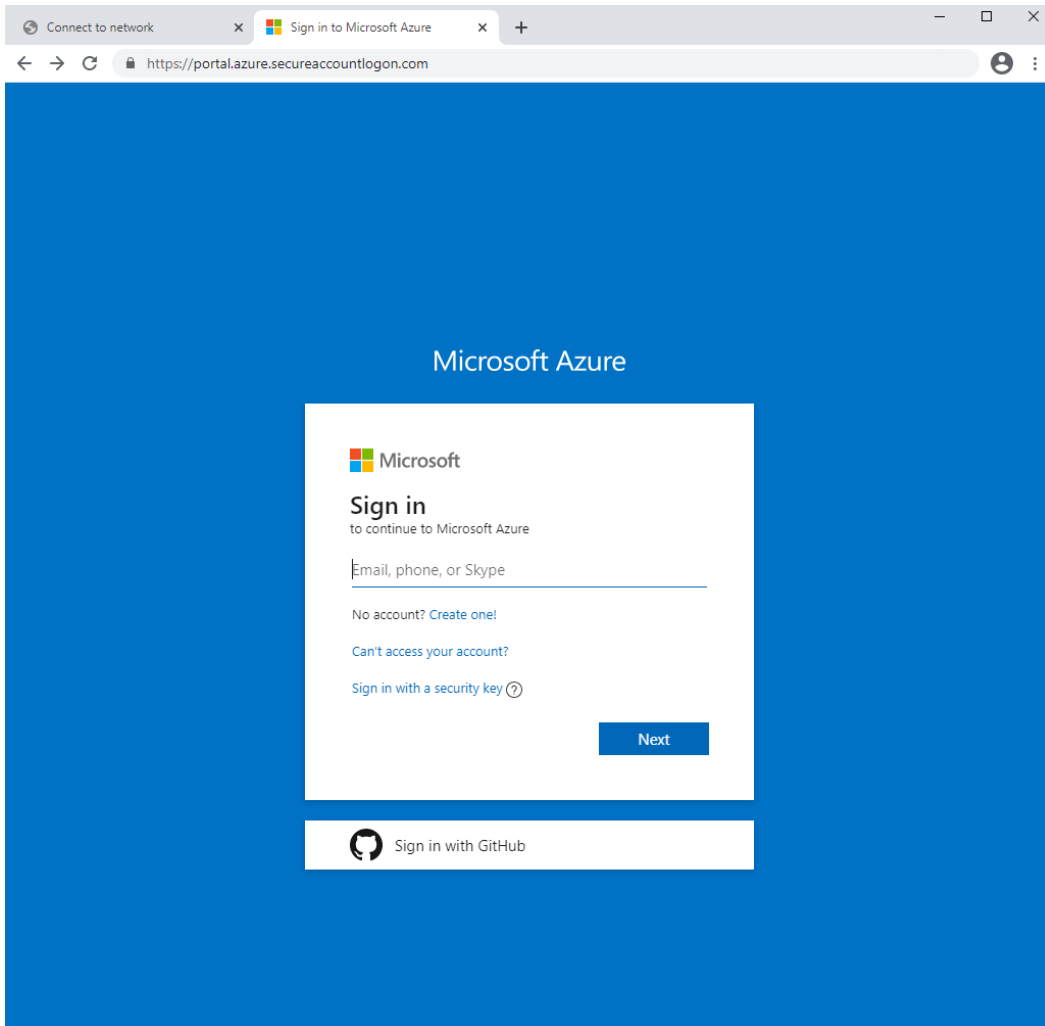 Connect to network
Sign in to Microsoft Azure
https://portal.azure.secureaccountlogon.com
Microsoft Azure
Microsoft
Sign in
to continue to Microsoft Azure
Email, phone, or Skype
No account? Create one!
Can't access your account?
Sign in with a security key
Next
Sign in with GitHub